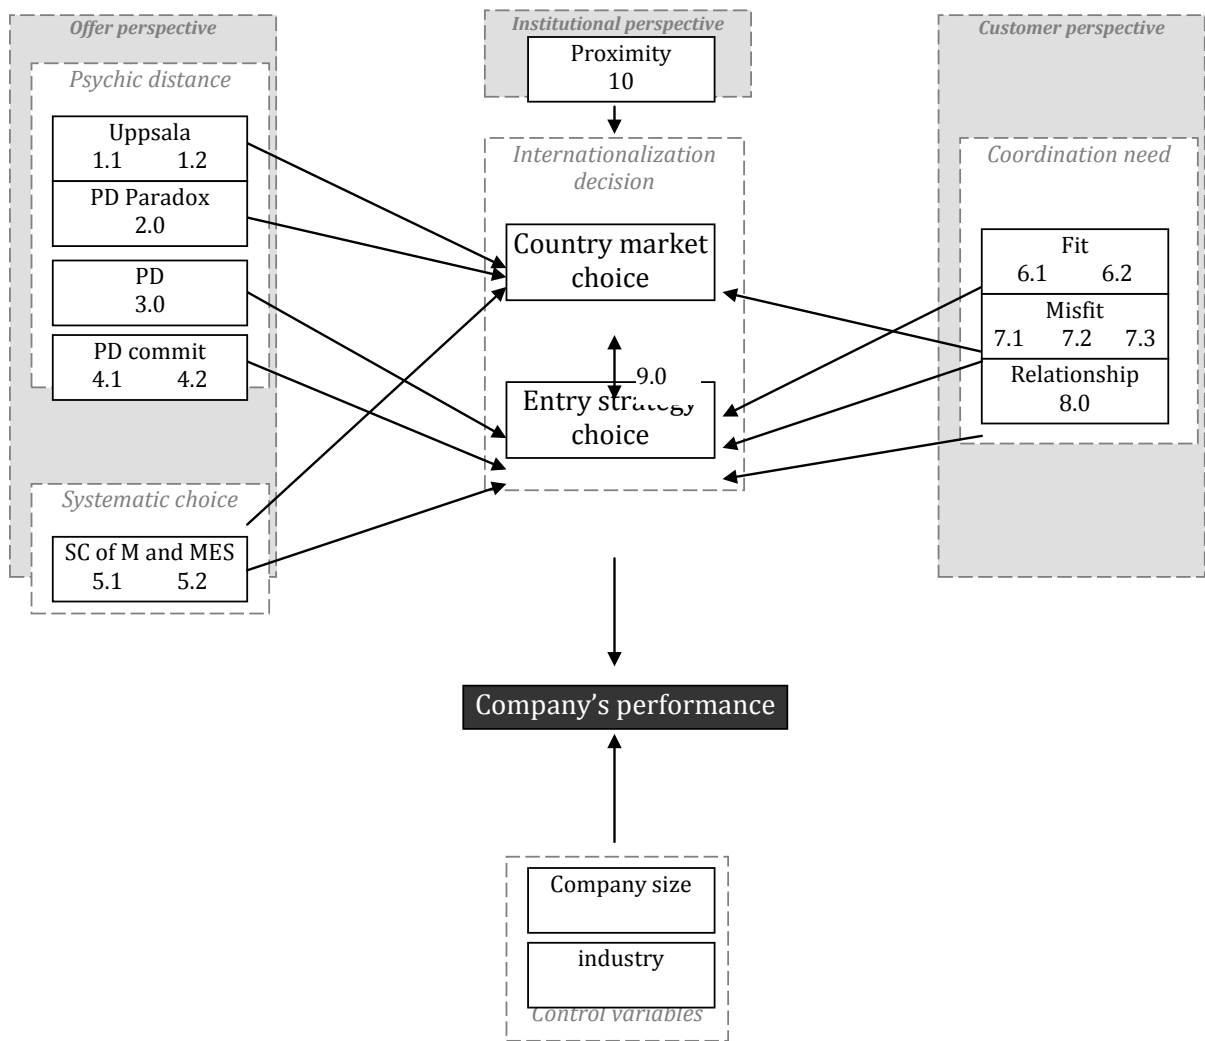 Offer perspective
Psychic distance
Uppsala
1.1 1.2
PD Paradox
2.0
PD
3.0
PD commit
4.1 4.2
Systematic choice
SC of M and MES
5.1 5.2
Institutional perspective
Proximity
10
Internationalization
decision
Country market
choice
9.0
Entry strategy
choice
Customer perspective
Coordination need
Fit
6.1 6.2
Misfit
7.1 7.2 7.3
Relationship
8.0
Company’s performance
Company size
industry
Control variables